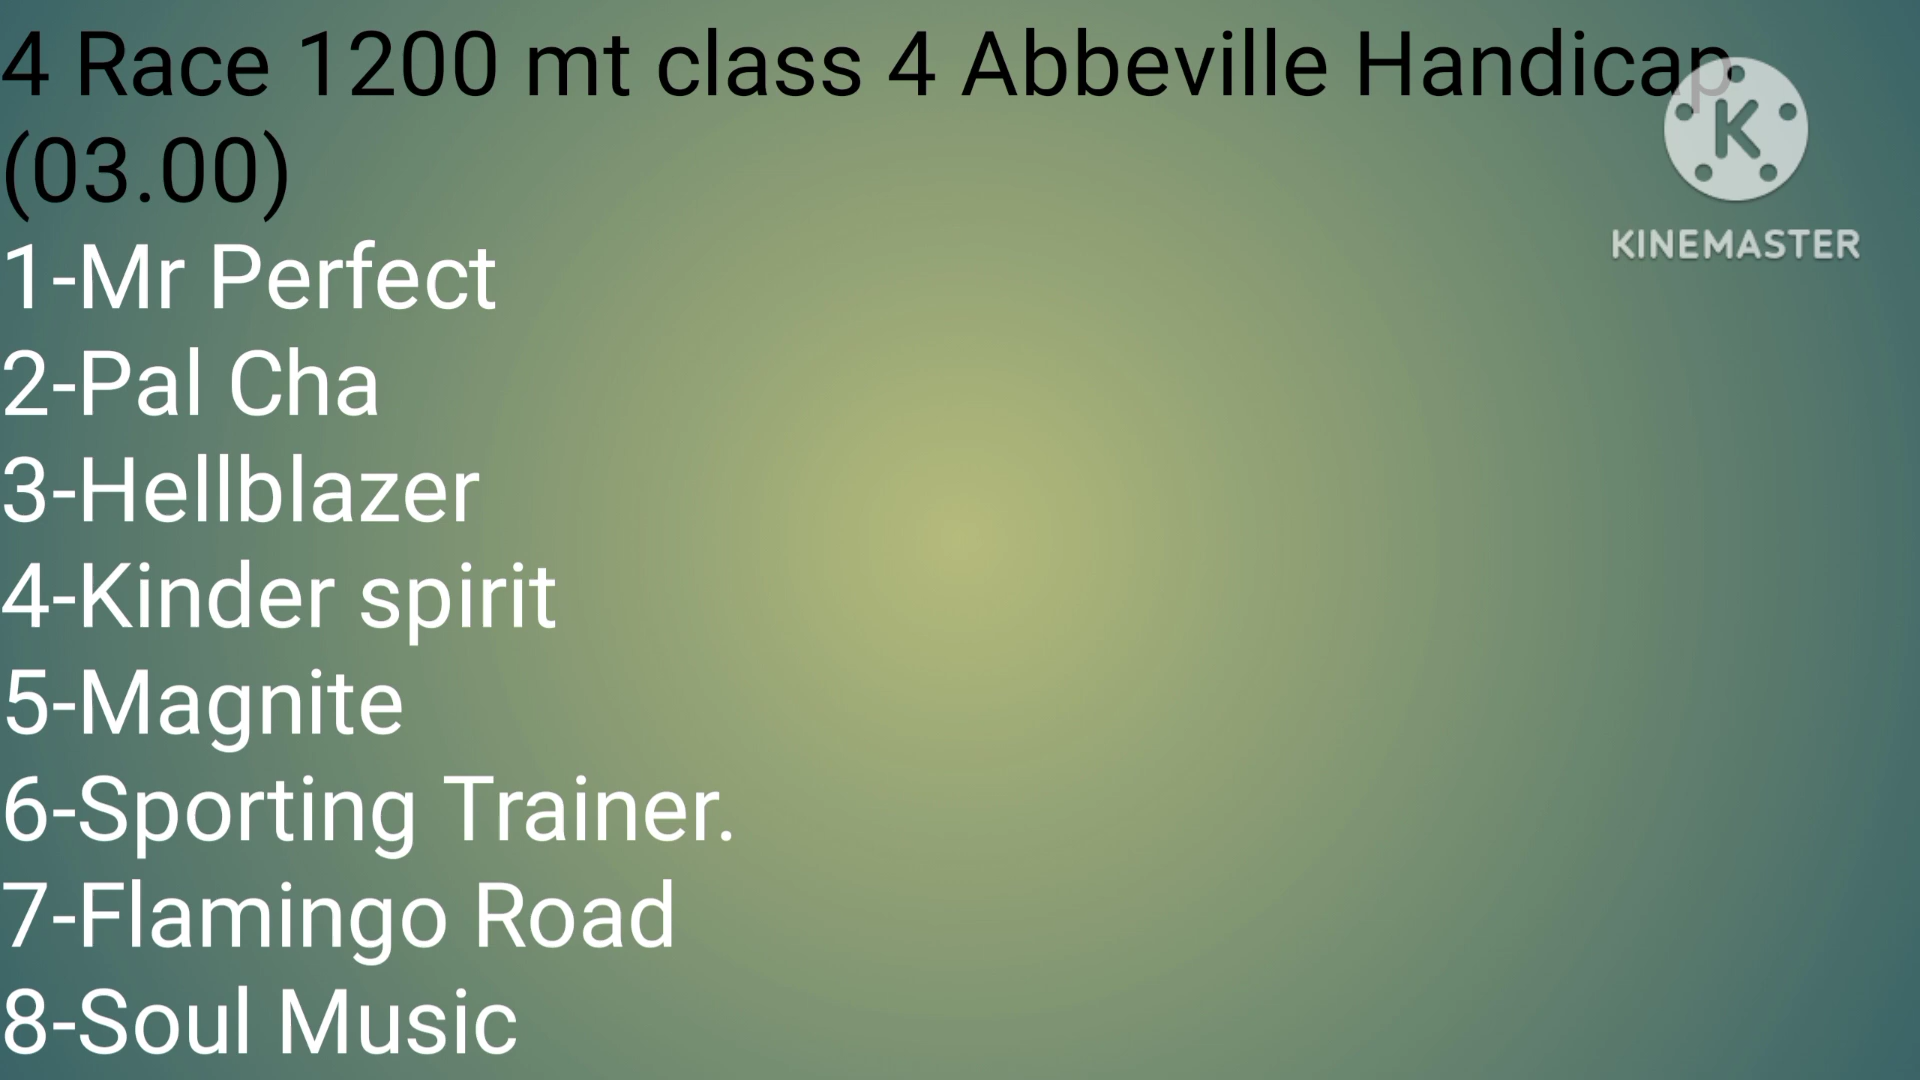 4 Race 1200 mt class 4 Abbeville Handicap
(03.00)
K
KINEMASTER
1-Mr Perfect
2-Pal Cha
3-Hellblazer
4-Kinder spirit
5-Magnite
6-Sporting Trainer.
7-Flamingo Road
8-Soul Music